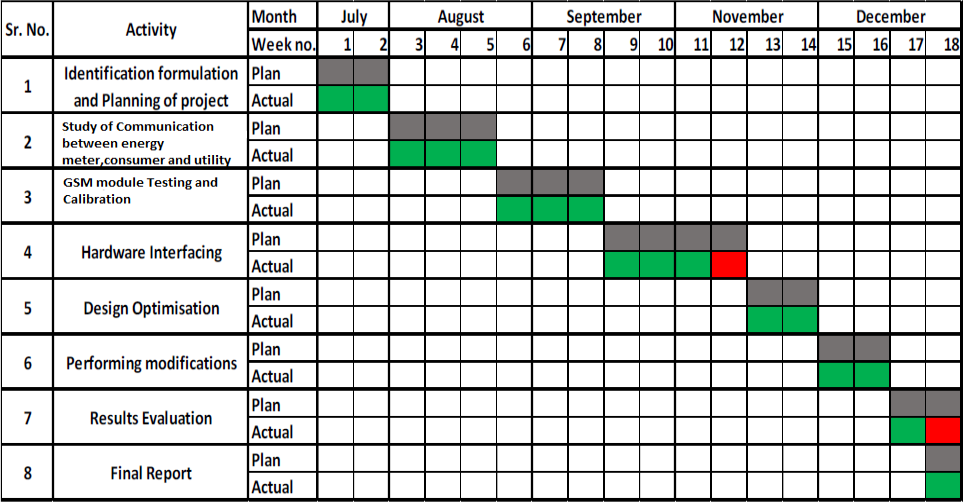 Sr. No. Activity Month July August September November December
Week no. 1 2 3 4 5 6 7 8 9 10 11 12 13 14 15 16 17 18
1 Identification formulation and Planning of project Plan
Actual
2 Study of Communication between energy meter,consumer and utility Plan
Actual
3 GSM module Testing and Calibration Plan
Actual
4 Hardware Interfacing Plan
Actual
5 Design Optimisation Plan
Actual
6 Performing modifications Plan
Actual
7 Results Evaluation Plan
Actual
8 Final Report Plan
Actual